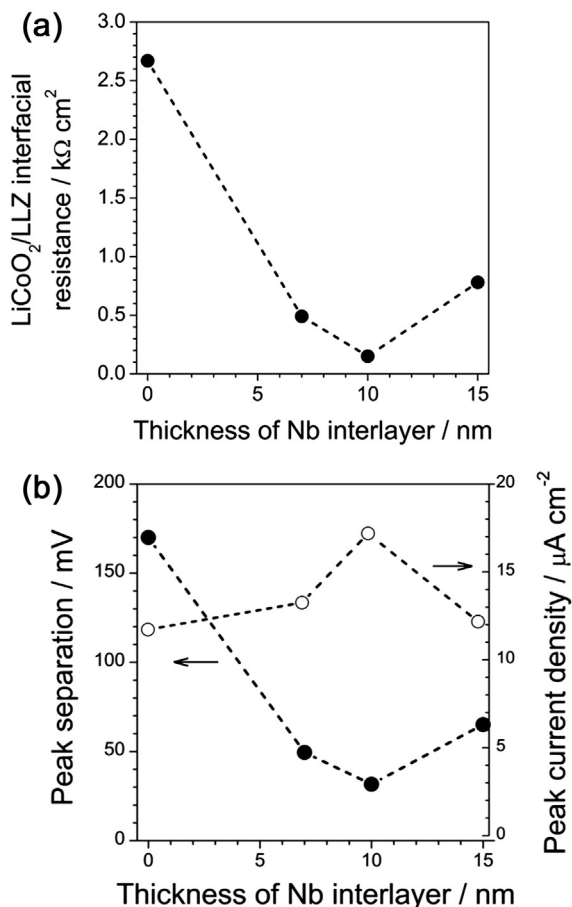 (a)
3.0
2.5
2.0
1.5
1.0
0.5
0.0
LiCoO₂/LLZ interfacial
resistance / kΩ cm²
0 5 10 15
Thickness of Nb interlayer / nm
(b)
200
150
100
50
0
Peak separation / mV
20
15
10
5
0
Peak current density / μA cm⁻²
0 5 10 15
Thickness of Nb interlayer / nm